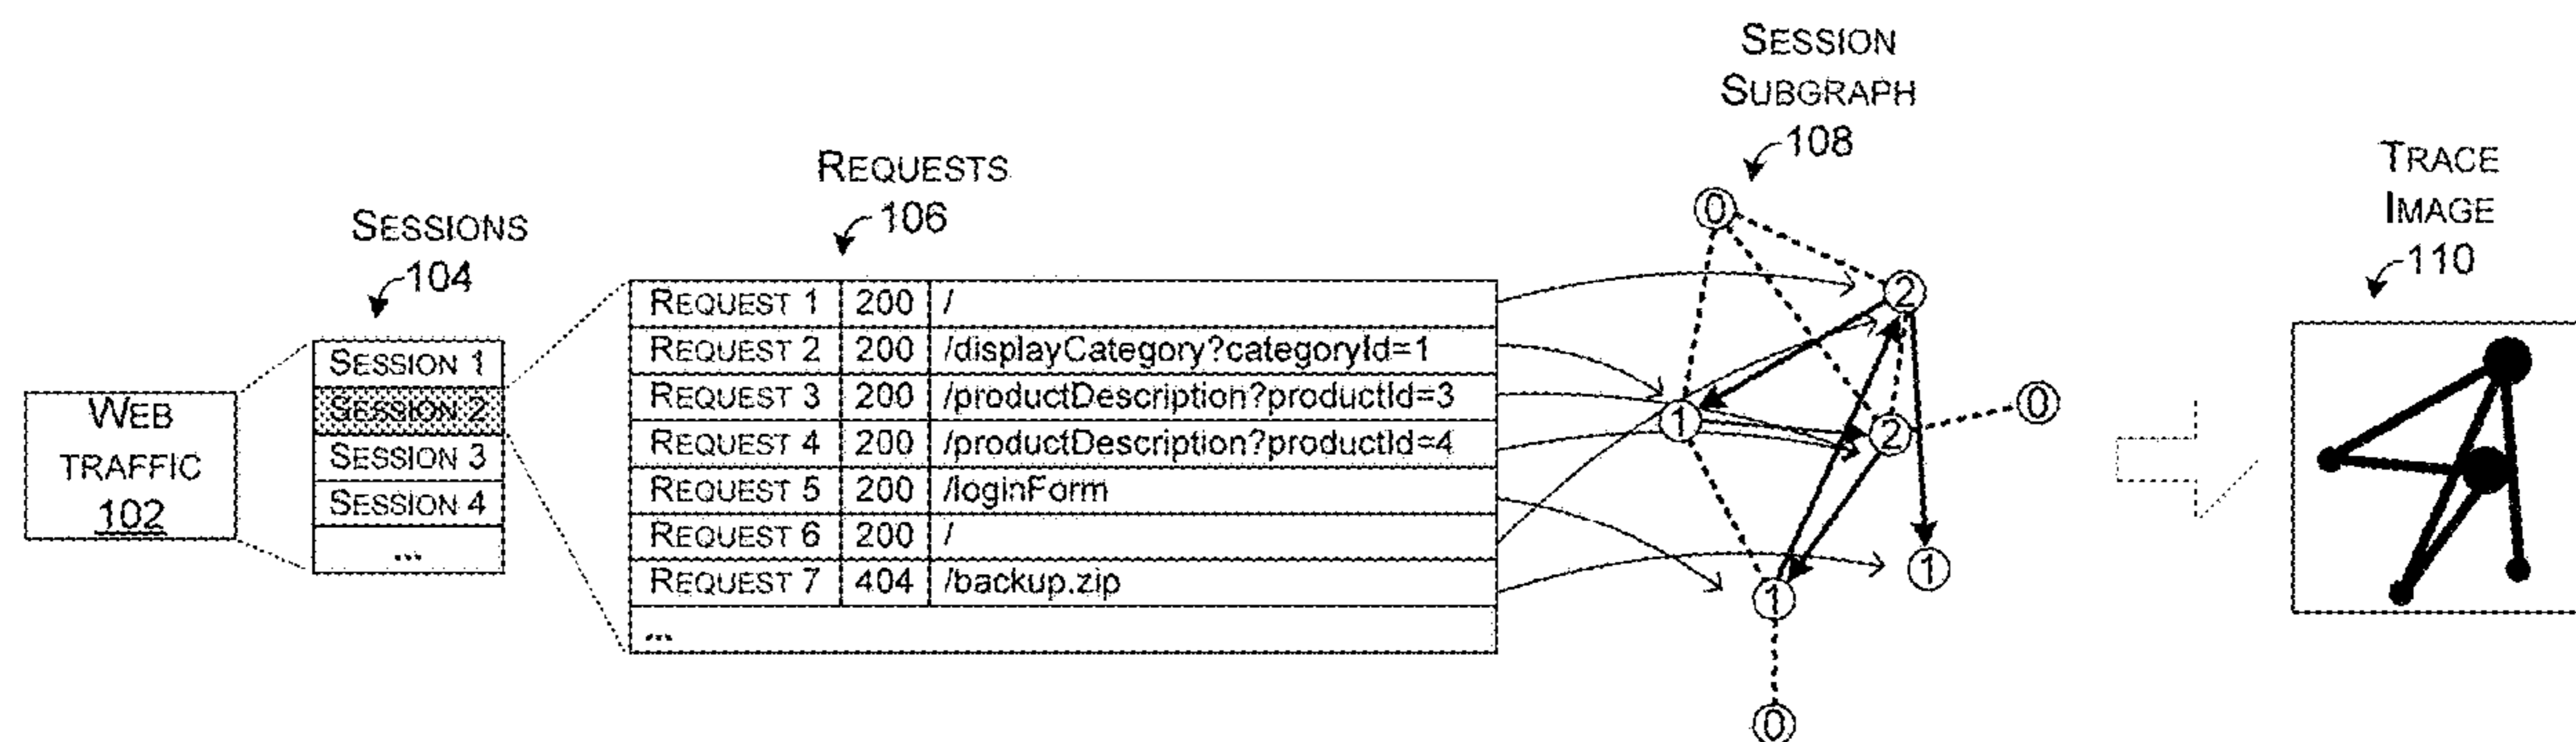 SESSION
SUBGRAPH
108
REQUESTS
106
TRACE
IMAGE
110
SESSIONS
104
WEB
TRAFFIC
102
SESSION 1
SESSION 2
SESSION 3
SESSION 4
...
REQUEST 1 200 /
REQUEST 2 200 /displayCategory?categoryId=1
REQUEST 3 200 /productDescription?productId=3
REQUEST 4 200 /productDescription?productId=4
REQUEST 5 200 /loginForm
REQUEST 6 200 /
REQUEST 7 404 /backup.zip
...
0
2
0
1
2
1
1
0